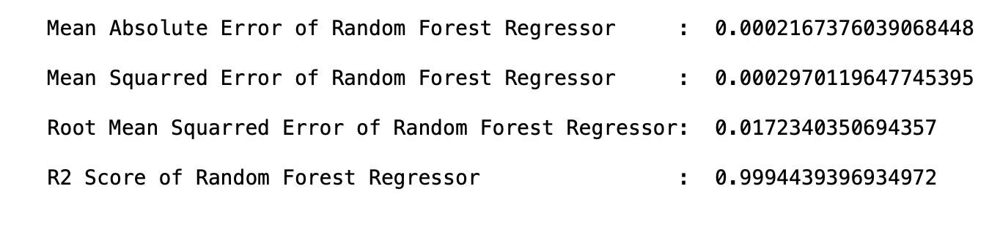 Mean Absolute Error of Random Forest Regressor : 0.0002167376039068448
Mean Squarred Error of Random Forest Regressor : 0.0002970119647745395
Root Mean Squarred Error of Random Forest Regressor: 0.0172340350694357
R2 Score of Random Forest Regressor : 0.9994439396934972